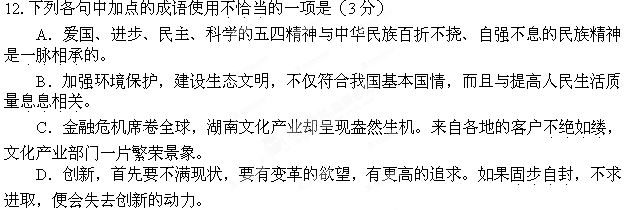 12. 下列各句中加点的成语使用不恰当的一项是（3 分）
A．爱国、进步、民主、科学的五四精神与中华民族百折不挠、自强不息的民族精神
是一脉相承的。
B．加强环境保护，建设生态文明，不仅符合我国基本国情，而且与提高人民生活质
量息息相关。
C．金融危机席卷全球，湖南文化产业却呈现盎然生机。来自各地的客户不绝如缕，
文化产业部门一片繁荣景象。
D．创新，首先要不满现状，要有变革的欲望，有更高的追求。如果固步自封，不求
进取，便会失去创新的动力。